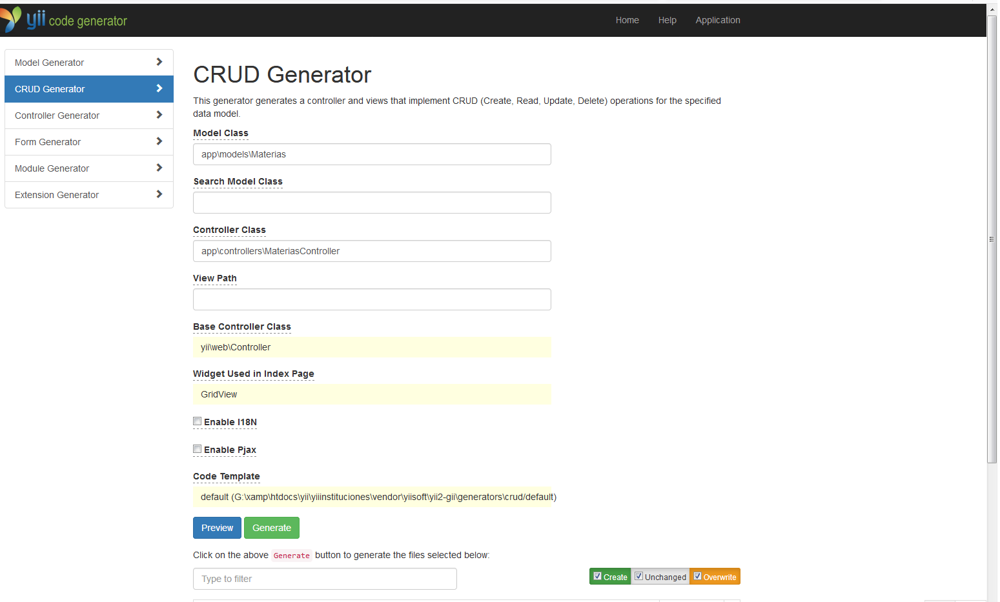 yii code generator
Home Help Application
Model Generator
CRUD Generator
Controller Generator
Form Generator
Module Generator
Extension Generator
CRUD Generator
This generator generates a controller and views that implement CRUD (Create, Read, Update, Delete) operations for the specified
data model.
Model Class
app\models\Materias
Search Model Class
Controller Class
app\controllers\MateriasController
View Path
Base Controller Class
yii\web\Controller
Widget Used in Index Page
GridView
Enable I18N
Enable Pjax
Code Template
default (G:\xamp\htdocs\yii\yiiinstituciones\vendor\yiisoft\yii2-gii\generators\crud/default)
Preview Generate
Click on the above Generate button to generate the files selected below:
Type to filter
Create Unchanged Overwrite